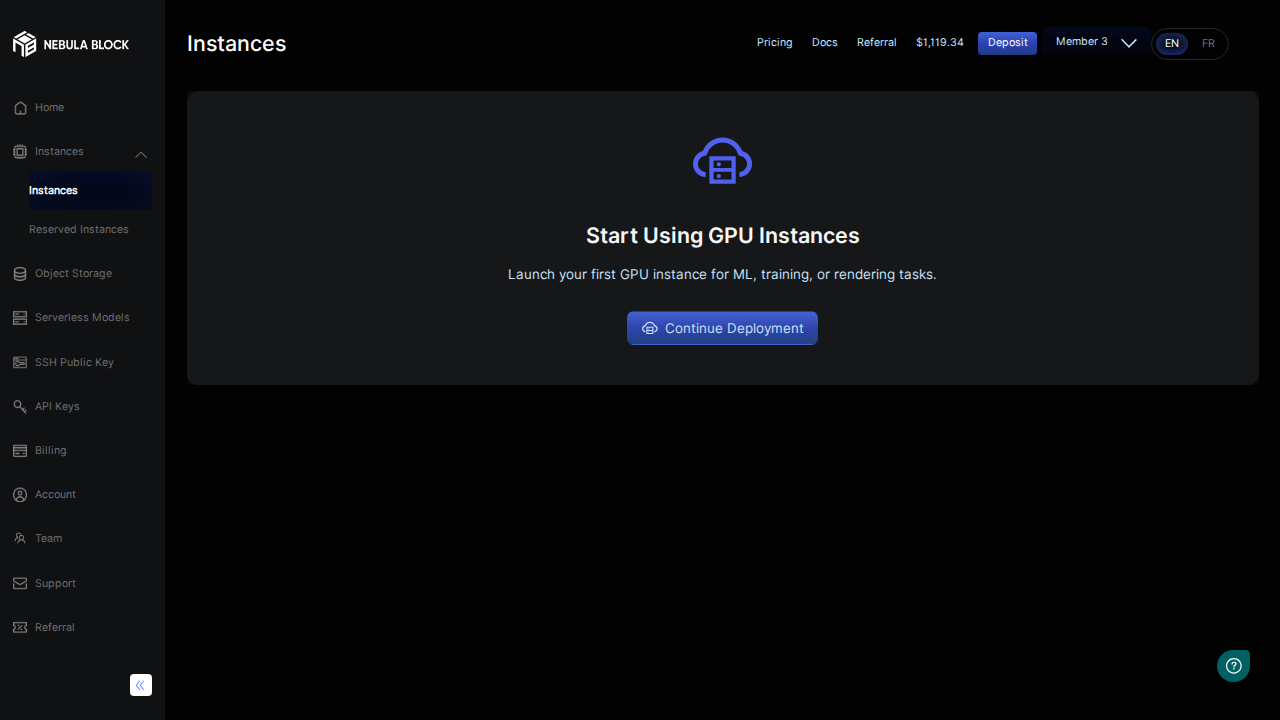 NEBULA BLOCK
Instances
Pricing
Docs
Referral
$1,119.34
Deposit
Member 3
EN
FR
Home
Instances
Instances
Reserved Instances
Object Storage
Serverless Models
SSH Public Key
API Keys
Billing
Account
Team
Support
Referral
Start Using GPU Instances
Launch your first GPU instance for ML, training, or rendering tasks.
Continue Deployment